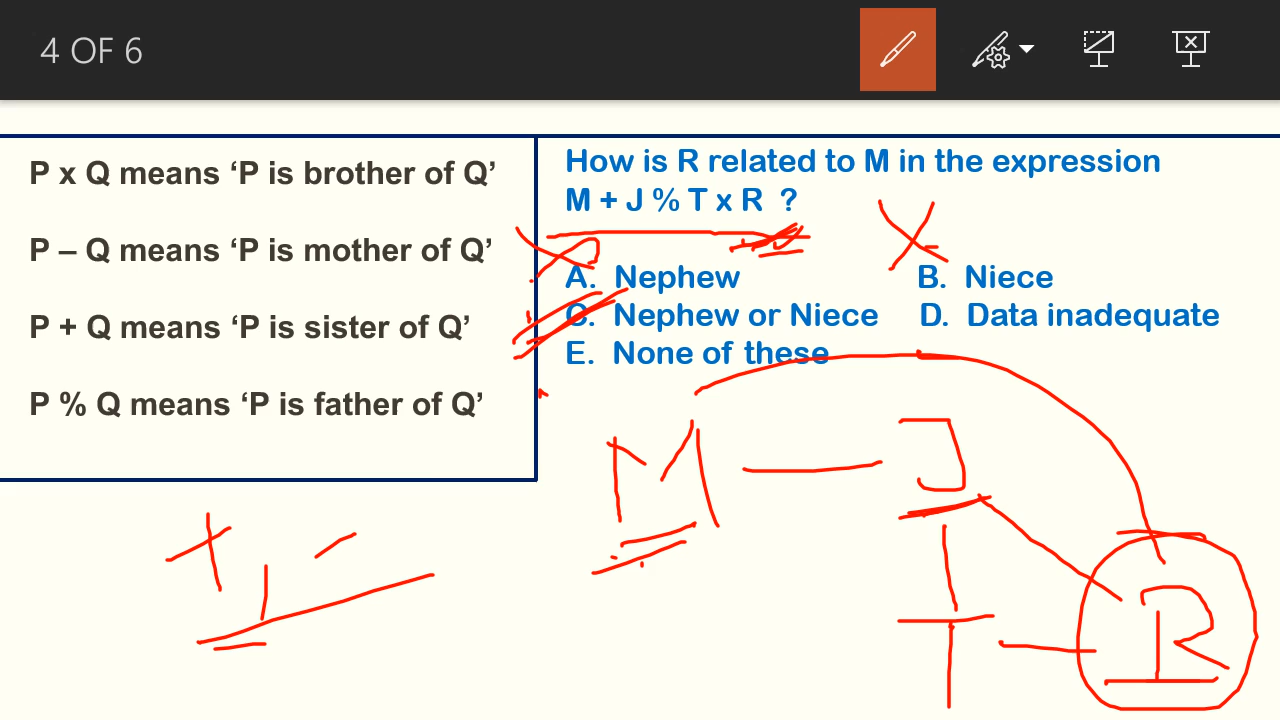 4 OF 6
P x Q means ‘P is brother of Q’
P – Q means ‘P is mother of Q’
P + Q means ‘P is sister of Q’
P % Q means ‘P is father of Q’
How is R related to M in the expression
M + J % T x R ?
A. Nephew
B. Niece
C. Nephew or Niece
D. Data inadequate
E. None of these
M
J
T
R
+, -